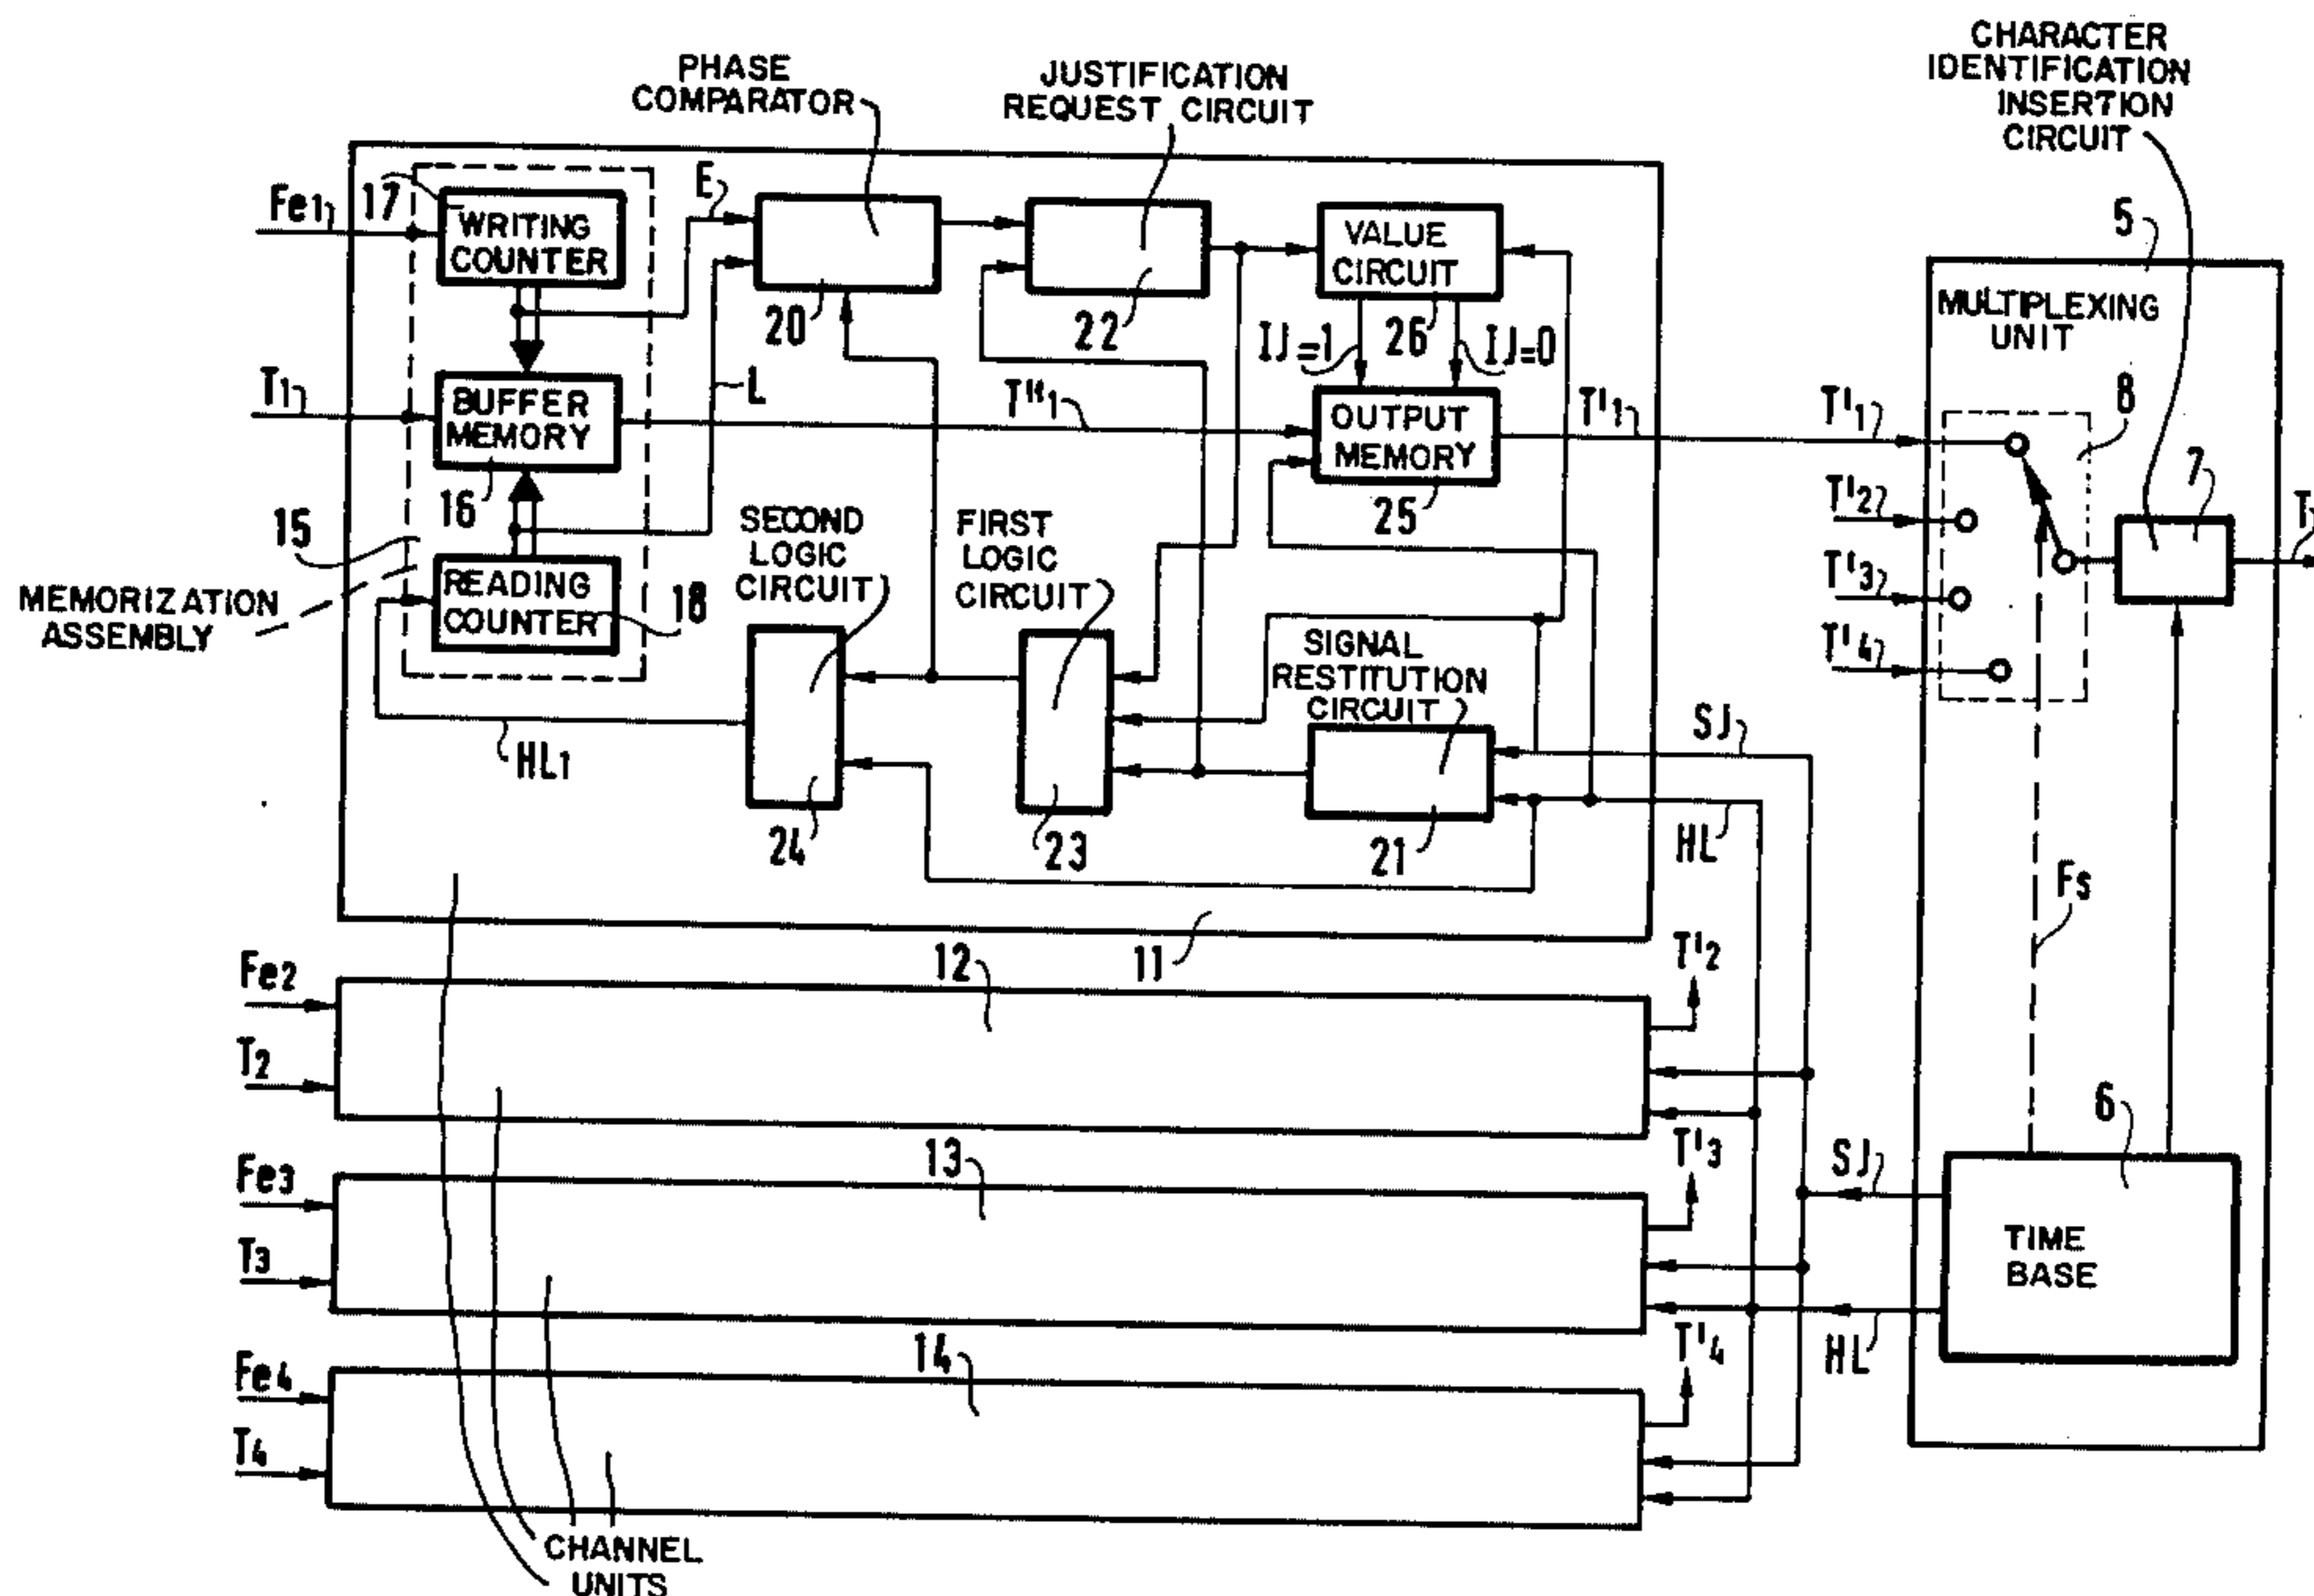 CHARACTER
IDENTIFICATION
INSERTION
CIRCUIT
PHASE
COMPARATOR
JUSTIFICATION
REQUEST CIRCUIT
Fe1
17
WRITING
COUNTER
E
20
22
VALUE
CIRCUIT
IJ=1
26
IJ=0
5
MULTIPLEXING
UNIT
T1
BUFFER
MEMORY
16
L
T"1
OUTPUT
MEMORY
25
T'1
T'1
8
7
T'2
T'3
T'4
15
MEMORIZATION
ASSEMBLY
READING
COUNTER
18
SECOND
LOGIC
CIRCUIT
FIRST
LOGIC
CIRCUIT
SIGNAL
RESTITUTION
CIRCUIT
HL1
24
23
21
SJ
HL
Fs
11
Fe2
T2
12
T'2
Fe3
T3
13
T'3
Fe4
T4
14
T'4
SJ
HL
6
TIME
BASE
CHANNEL
UNITS